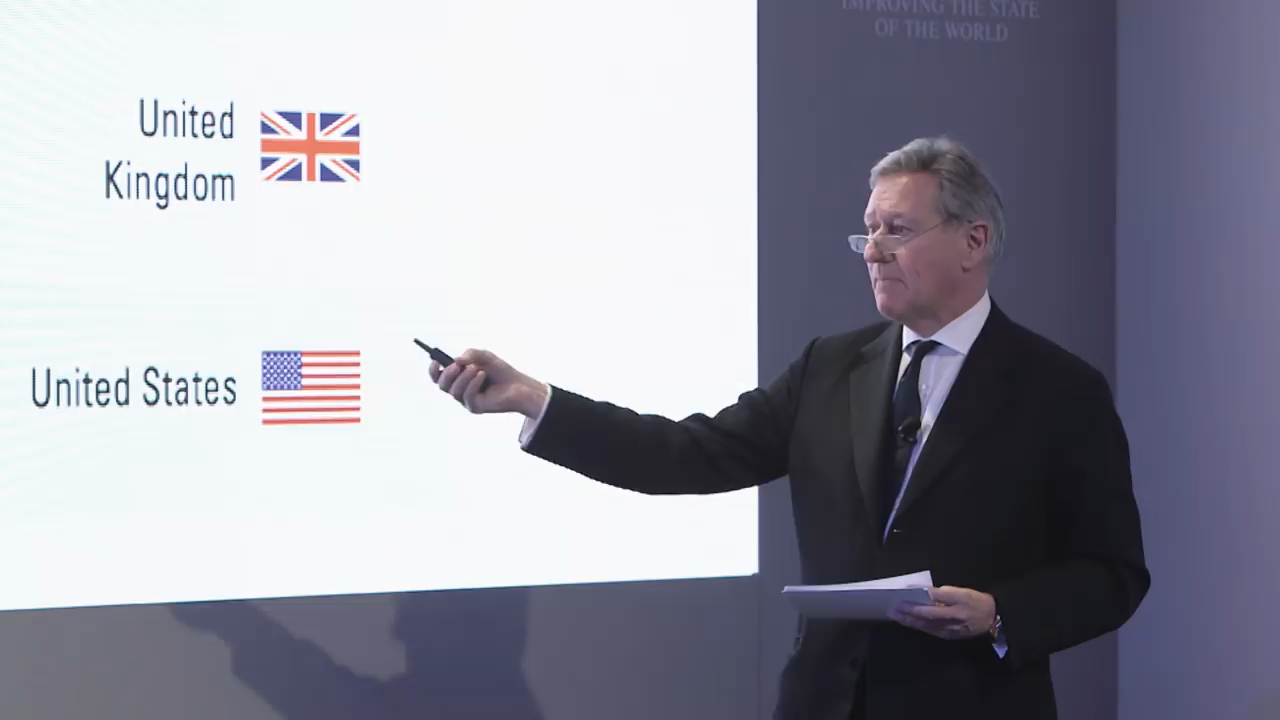 IMPROVING THE STATE
OF THE WORLD
United
Kingdom
United States